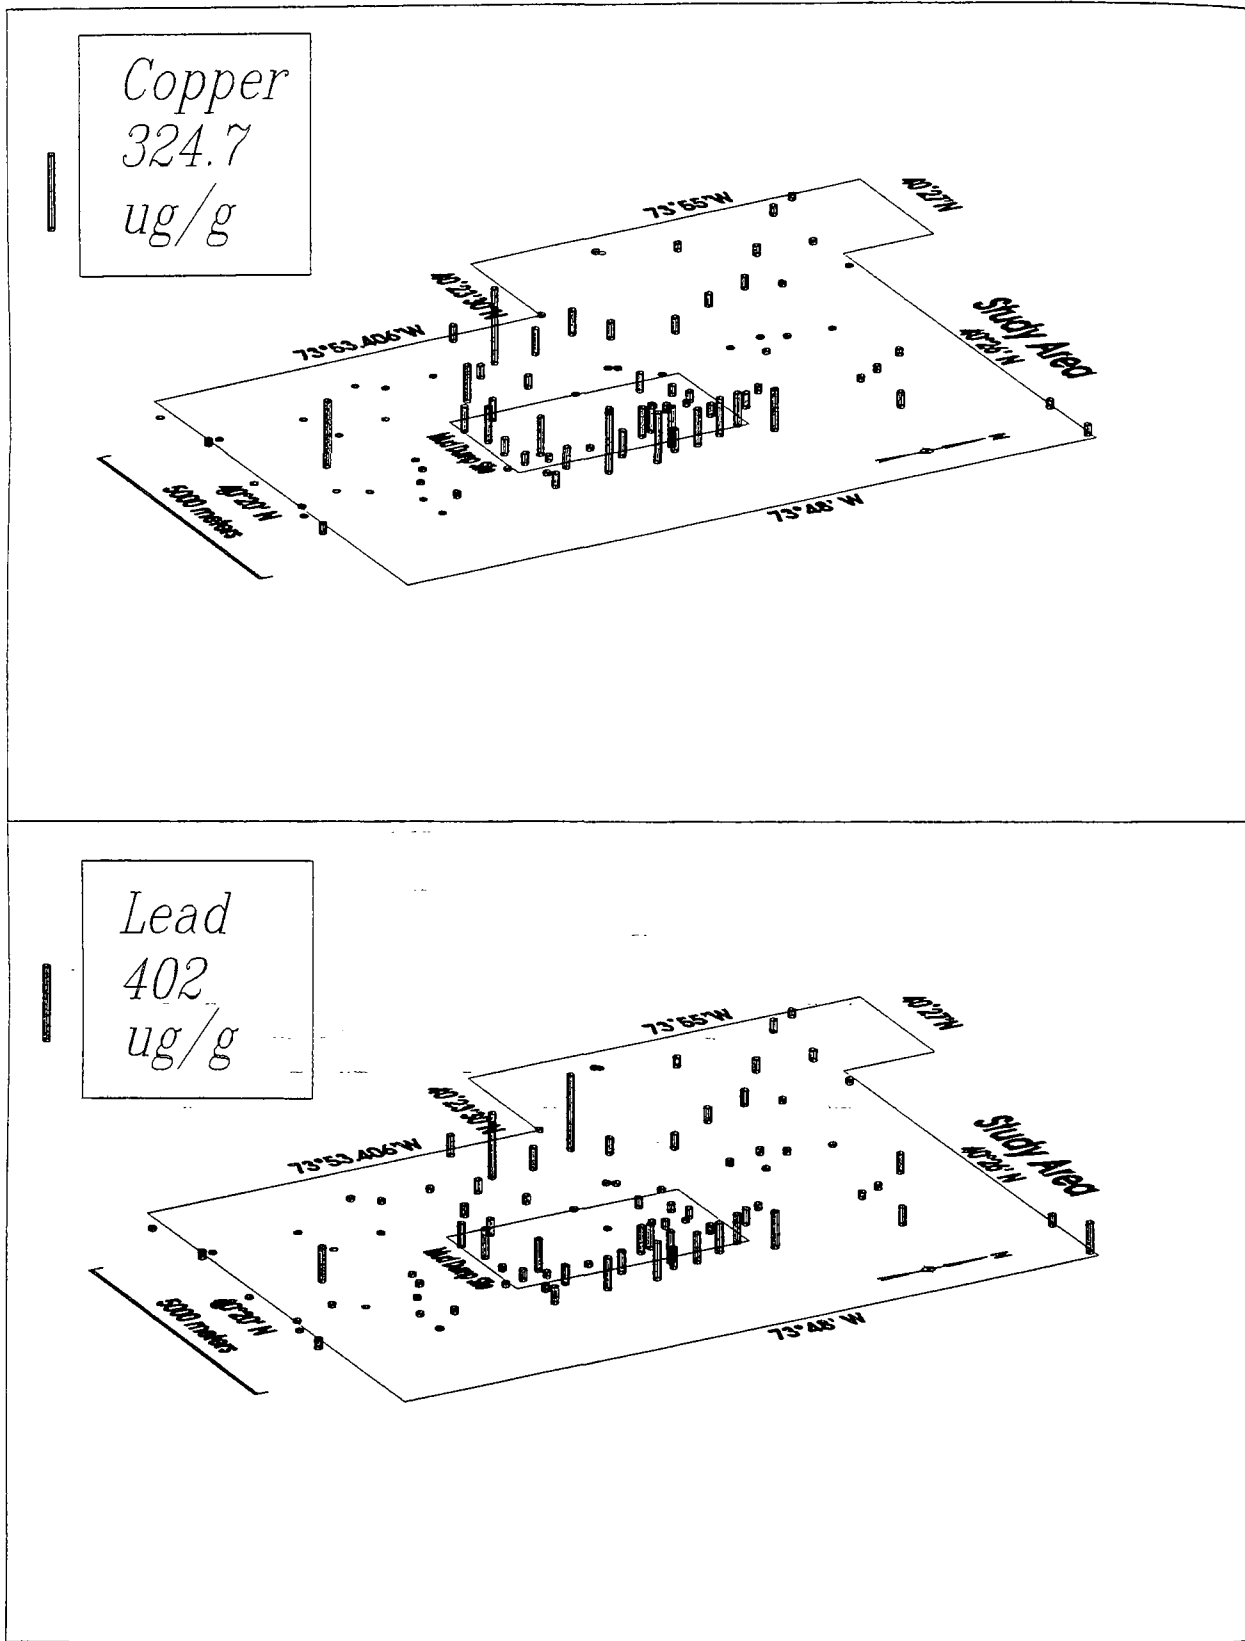 Copper
324.7
ug/g
73°55'W
40°27'N
40°23'30"N
73°53.406'W
Study Area
40°26' N
Mud Dump Site
40°20' N
5000 meters
N
73°48' W
Lead
402
ug/g
73°55'W
40°27'N
40°23'30"N
73°53.406'W
Study Area
40°26' N
Mud Dump Site
40°20' N
5000 meters
N
73°48' W